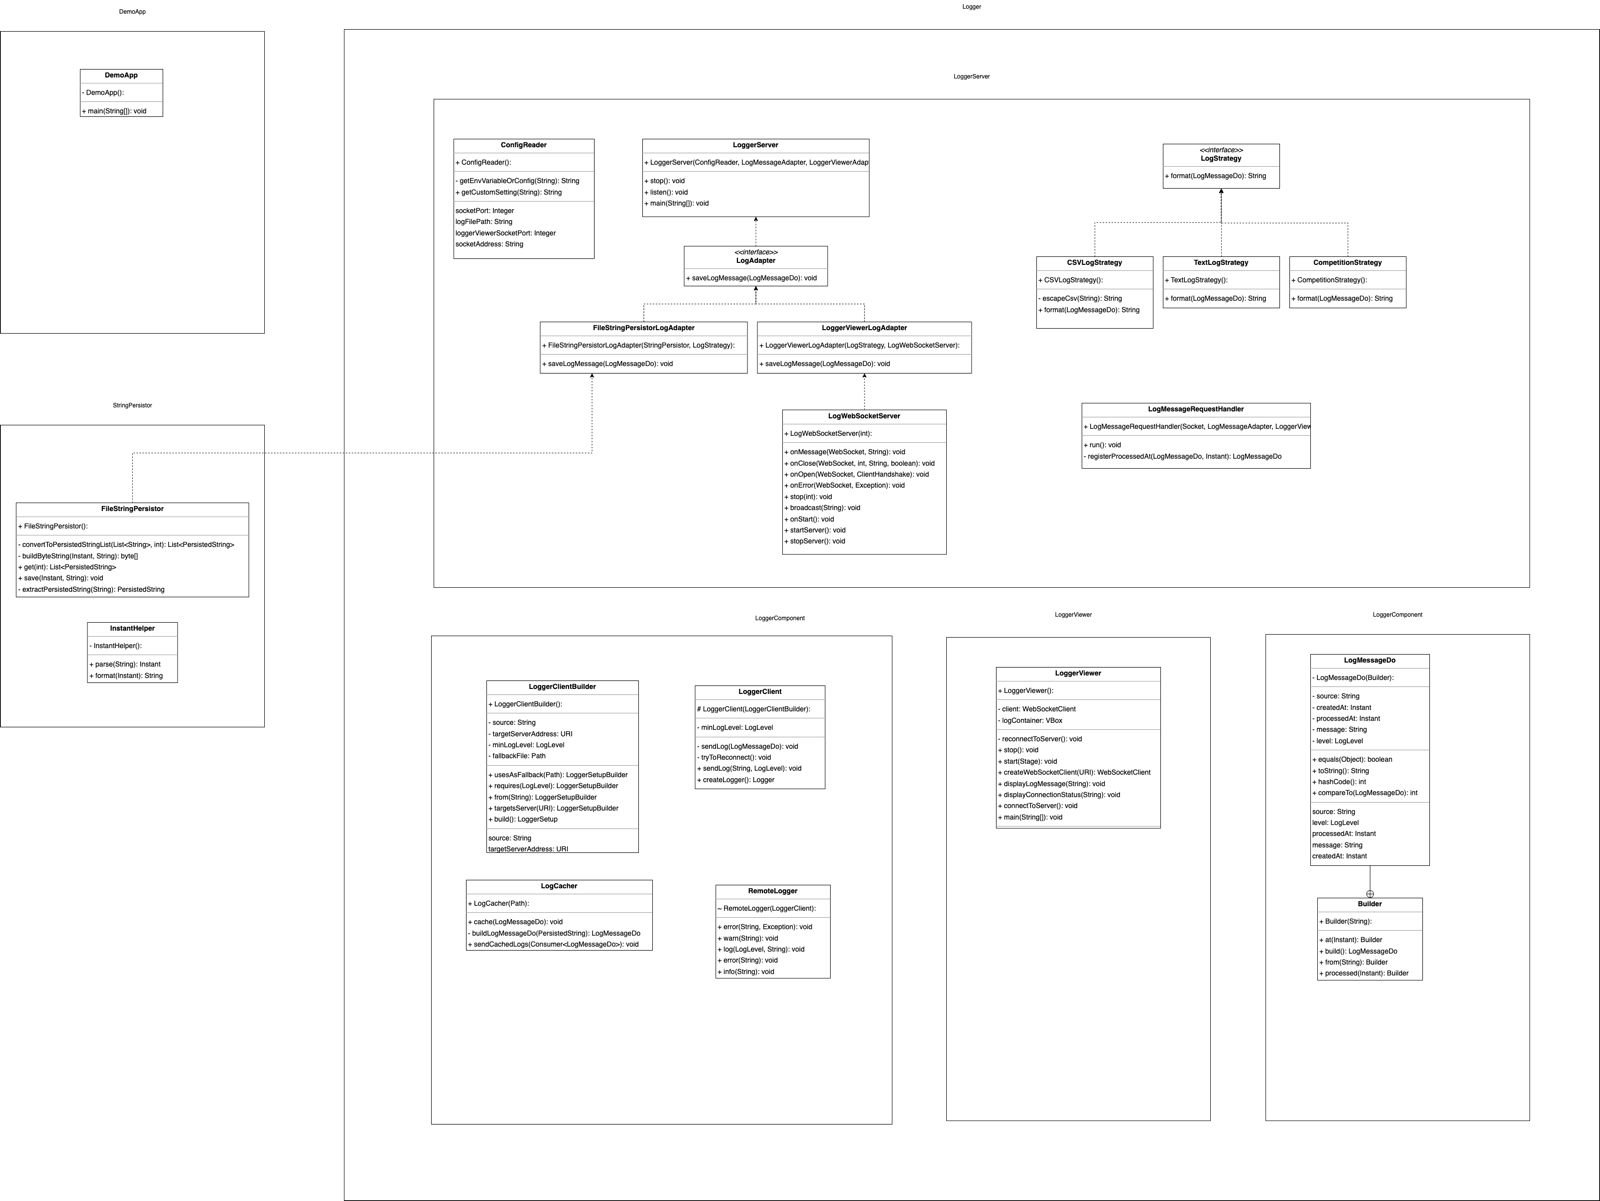 DemoApp
DemoApp
- DemoApp():
+ main(String[]): void
StringPersistor
FileStringPersistor
+ FileStringPersistor():
- convertToPersistedStringList(List<String>, int): List<PersistedString>
- buildByteString(Instant, String): byte[]
+ get(int): List<PersistedString>
+ save(Instant, String): void
- extractPersistedString(String): PersistedString
InstantHelper
- InstantHelper():
+ parse(String): Instant
+ format(Instant): String
Logger
LoggerServer
ConfigReader
+ ConfigReader():
- getEnvVariableOrConfig(String): String
+ getCustomSetting(String): String
socketPort: Integer
logFilePath: String
loggerViewerSocketPort: Integer
socketAddress: String
LoggerServer
+ LoggerServer(ConfigReader, LogMessageAdapter, LoggerViewerAdap
+ stop(): void
+ listen(): void
+ main(String[]): void
<<interface>>
LogAdapter
+ saveLogMessage(LogMessageDo): void
FileStringPersistorLogAdapter
+ FileStringPersistorLogAdapter(StringPersistor, LogStrategy):
+ saveLogMessage(LogMessageDo): void
LoggerViewerLogAdapter
+ LoggerViewerLogAdapter(LogStrategy, LogWebSocketServer):
+ saveLogMessage(LogMessageDo): void
LogWebSocketServer
+ LogWebSocketServer(int):
+ onMessage(WebSocket, String): void
+ onClose(WebSocket, int, String, boolean): void
+ onOpen(WebSocket, ClientHandshake): void
+ onError(WebSocket, Exception): void
+ stop(int): void
+ broadcast(String): void
+ onStart(): void
+ startServer(): void
+ stopServer(): void
<<interface>>
LogStrategy
+ format(LogMessageDo): String
CSVLogStrategy
+ CSVLogStrategy():
- escapeCsv(String): String
+ format(LogMessageDo): String
TextLogStrategy
+ TextLogStrategy():
+ format(LogMessageDo): String
CompetitionStrategy
+ CompetitionStrategy():
+ format(LogMessageDo): String
LogMessageRequestHandler
+ LogMessageRequestHandler(Socket, LogMessageAdapter, LoggerView
+ run(): void
- registerProcessedAt(LogMessageDo, Instant): LogMessageDo
LoggerComponent
LoggerClientBuilder
+ LoggerClientBuilder():
- source: String
- targetServerAddress: URI
- minLogLevel: LogLevel
- fallbackFile: Path
+ usesAsFallback(Path): LoggerSetupBuilder
+ requires(LogLevel): LoggerSetupBuilder
+ from(String): LoggerSetupBuilder
+ targetsServer(URI): LoggerSetupBuilder
+ build(): LoggerSetup
source: String
targetServerAddress: URI
LoggerClient
# LoggerClient(LoggerClientBuilder):
- minLogLevel: LogLevel
- sendLog(LogMessageDo): void
- tryToReconnect(): void
+ sendLog(String, LogLevel): void
+ createLogger(): Logger
LogCacher
+ LogCacher(Path):
+ cache(LogMessageDo): void
- buildLogMessageDo(PersistedString): LogMessageDo
+ sendCachedLogs(Consumer<LogMessageDo>): void
RemoteLogger
~ RemoteLogger(LoggerClient):
+ error(String, Exception): void
+ warn(String): void
+ log(LogLevel, String): void
+ error(String): void
+ info(String): void
LoggerViewer
LoggerViewer
+ LoggerViewer():
- client: WebSocketClient
- logContainer: VBox
- reconnectToServer(): void
+ stop(): void
+ start(Stage): void
+ createWebSocketClient(URI): WebSocketClient
+ displayLogMessage(String): void
+ displayConnectionStatus(String): void
+ connectToServer(): void
+ main(String[]): void
LoggerComponent
LogMessageDo
- LogMessageDo(Builder):
- source: String
- createdAt: Instant
- processedAt: Instant
- message: String
- level: LogLevel
+ equals(Object): boolean
+ toString(): String
+ hashCode(): int
+ compareTo(LogMessageDo): int
source: String
level: LogLevel
processedAt: Instant
message: String
createdAt: Instant
Builder
+ Builder(String):
+ at(Instant): Builder
+ build(): LogMessageDo
+ from(String): Builder
+ processed(Instant): Builder